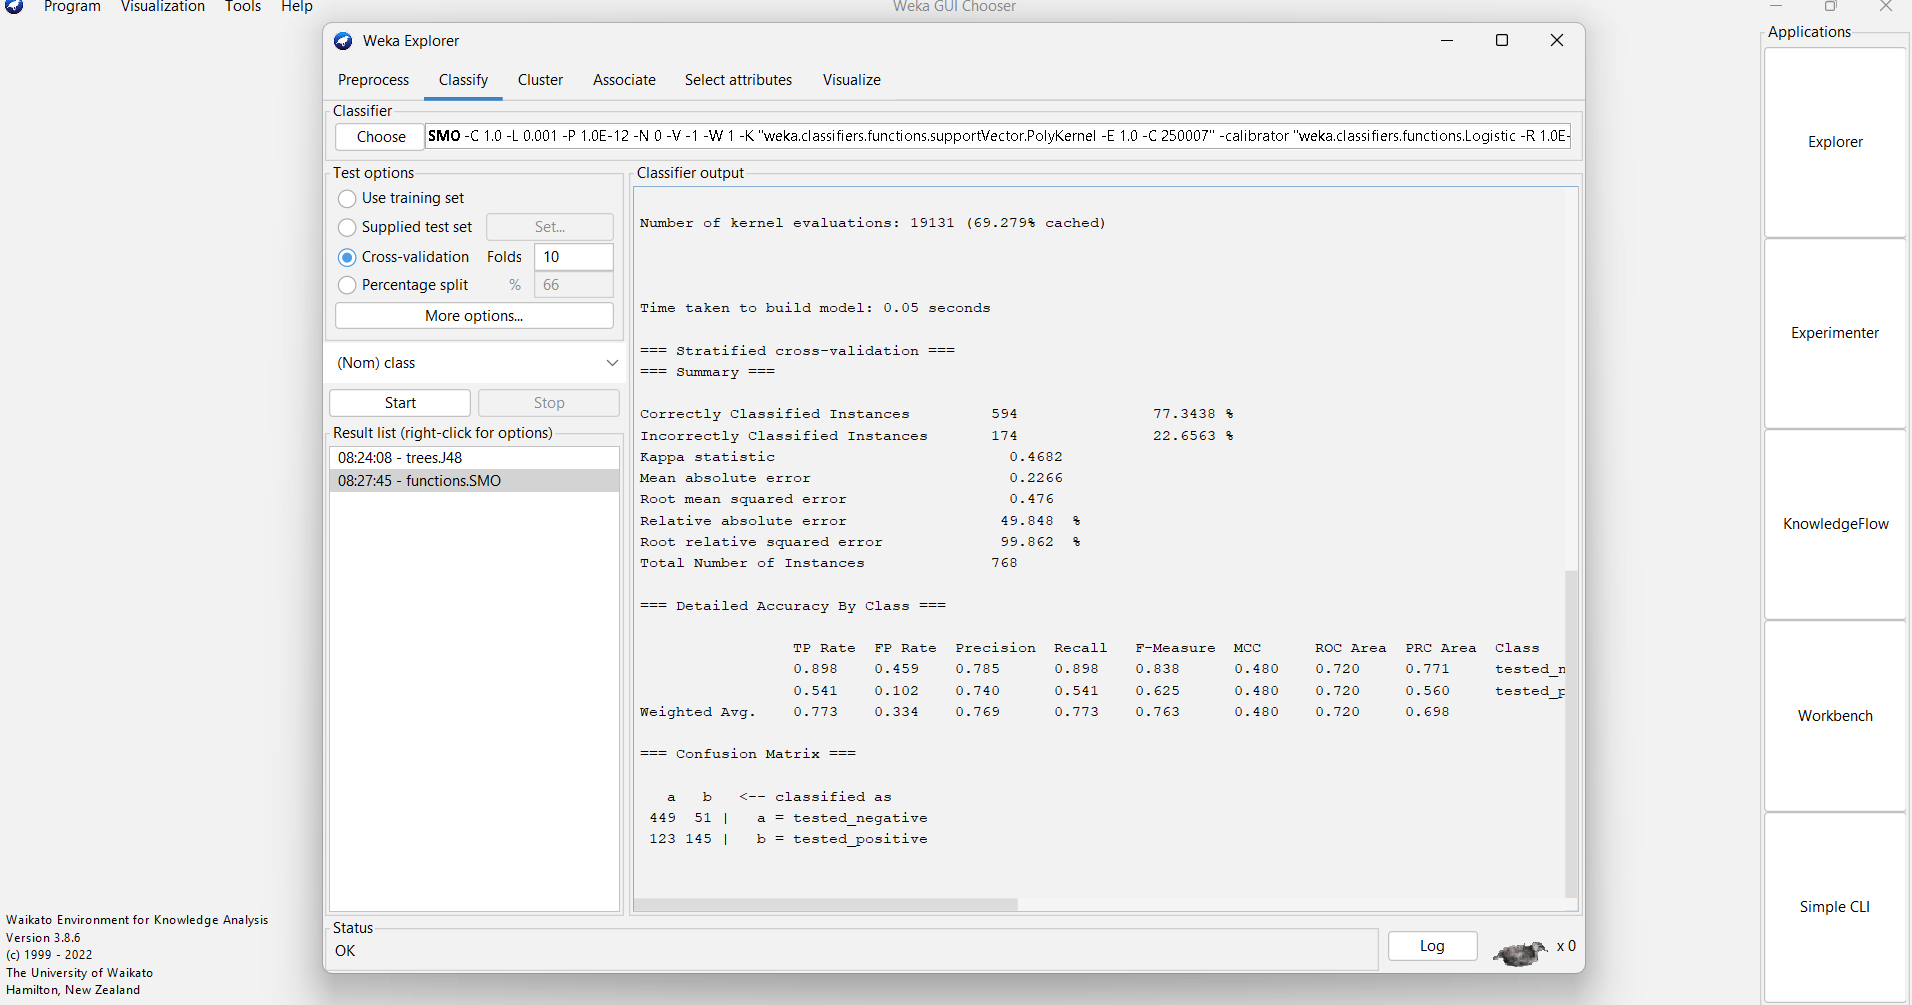 Program Visualization Tools Help
Weka GUI Chooser
Applications
Explorer
Experimenter
KnowledgeFlow
Workbench
Simple CLI
Weka Explorer
Preprocess Classify Cluster Associate Select attributes Visualize
Classifier
Choose SMO -C 1.0 -L 0.001 -P 1.0E-12 -N 0 -V -1 -W 1 -K "weka.classifiers.functions.supportVector.PolyKernel -E 1.0 -C 250007" -calibrator "weka.classifiers.functions.Logistic -R 1.0E-
Test options
Use training set
Supplied test set Set...
Cross-validation Folds 10
Percentage split % 66
More options...
(Nom) class
Start Stop
Result list (right-click for options)
08:24:08 - trees.J48
08:27:45 - functions.SMO
Classifier output
Number of kernel evaluations: 19131 (69.279% cached)
Time taken to build model: 0.05 seconds
=== Stratified cross-validation ===
=== Summary ===
Correctly Classified Instances 594 77.3438 %
Incorrectly Classified Instances 174 22.6563 %
Kappa statistic 0.4682
Mean absolute error 0.2266
Root mean squared error 0.476
Relative absolute error 49.848 %
Root relative squared error 99.862 %
Total Number of Instances 768
=== Detailed Accuracy By Class ===
TP Rate FP Rate Precision Recall F-Measure MCC ROC Area PRC Area Class
0.898 0.459 0.785 0.898 0.838 0.480 0.720 0.771 tested_n
0.541 0.102 0.740 0.541 0.625 0.480 0.720 0.560 tested_p
Weighted Avg. 0.773 0.334 0.769 0.773 0.763 0.480 0.720 0.698
=== Confusion Matrix ===
a b <-- classified as
449 51 | a = tested_negative
123 145 | b = tested_positive
Status
OK
Log x 0
Waikato Environment for Knowledge Analysis
Version 3.8.6
(c) 1999 - 2022
The University of Waikato
Hamilton, New Zealand